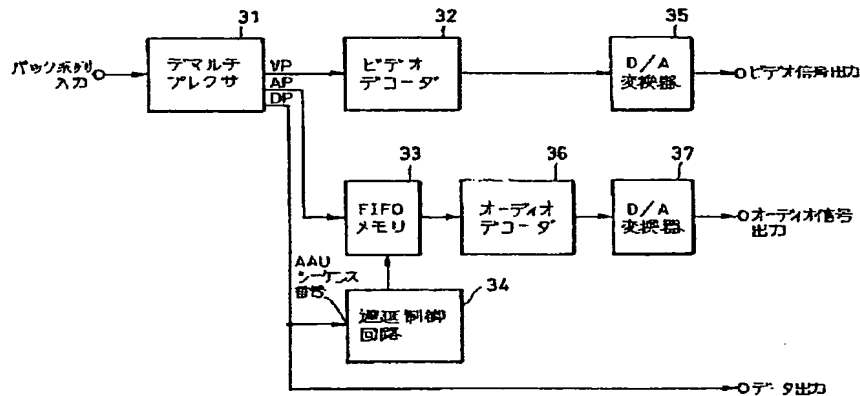 31
32
35
パック系列
入力
デマルチ
プレクサ
VP
AP
DP
ビデオ
デコーダ
D/A
変換器
ビデオ信号出力
33
36
37
FIFO
メモリ
オーディオ
デコーダ
D/A
変換器
オーディオ信号
出力
AAU
シーケンス
番号
34
遅延制御
回路
データ出力